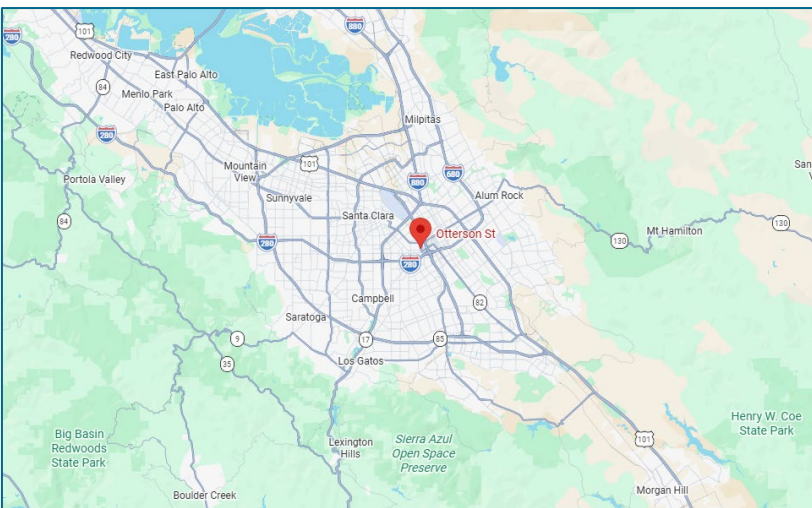 101
880
280
Redwood City
East Palo Alto
84
Menlo Park
Palo Alto
Milpitas
280
Mountain
View
101
680
880
Portola Valley
Sunnyvale
Alum Rock
San
Santa Clara
84
Otterson St
130
Mt Hamilton
130
280
280
Campbell
82
Saratoga
9
17
85
35
Los Gatos
Henry W. Coe
State Park
Big Basin
Redwoods
State Park
Lexington
Hills
Sierra Azul
Open Space
Preserve
101
Boulder Creek
Morgan Hill